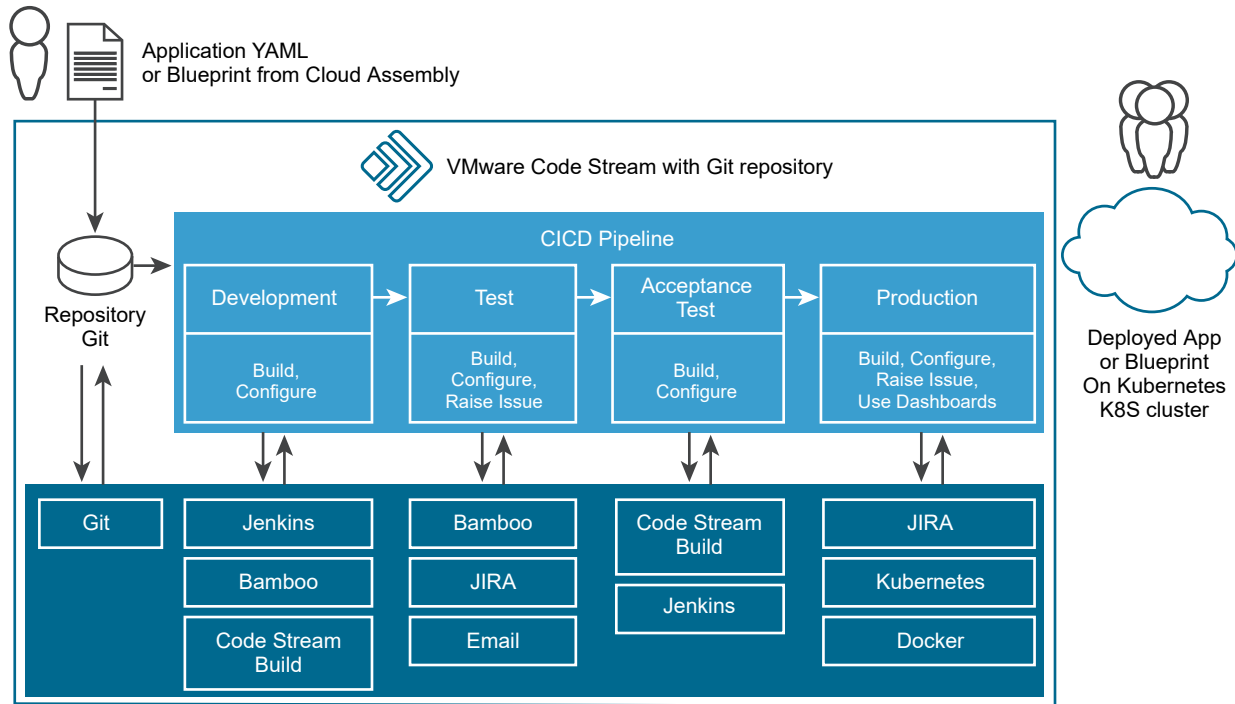 Application YAML
or Blueprint from Cloud Assembly
VMware Code Stream with Git repository
CICD Pipeline
Repository
Git
Development
Build,
Configure
Test
Build,
Configure,
Raise Issue
Acceptance
Test
Build,
Configure
Production
Build, Configure,
Raise Issue,
Use Dashboards
Deployed App
or Blueprint
On Kubernetes
K8S cluster
Git
Jenkins
Bamboo
Code Stream
Build
Bamboo
JIRA
Email
Code Stream
Build
Jenkins
JIRA
Kubernetes
Docker